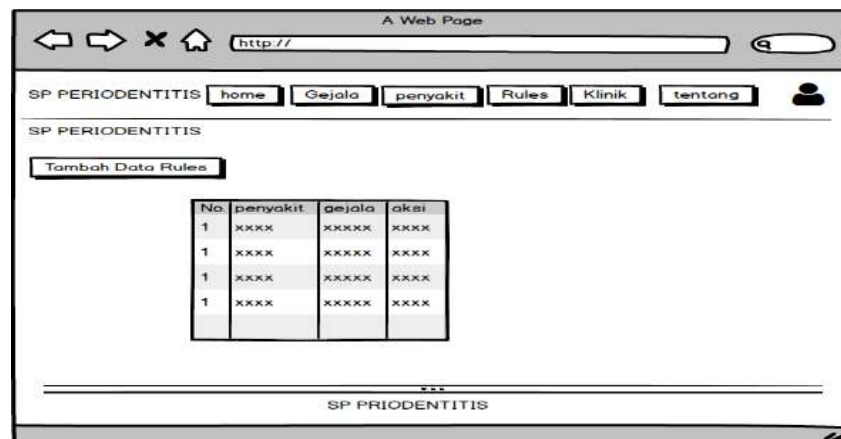 A Web Page
http://
SP PERIODENTITIS home Gejala penyakit Rules Klinik tentang
SP PERIODENTITIS
Tambah Data Rules
No. penyakit gejala aksi
1 xxxx xxxxx xxxx
1 xxxx xxxxx xxxx
1 xxxx xxxxx xxxx
1 xxxx xxxxx xxxx
SP PRIODENTITIS